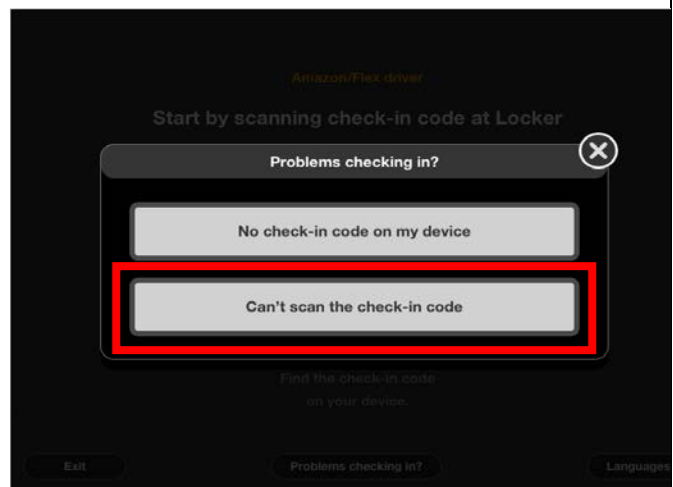 Amazon/Flex driver
Start by scanning check-in code at Locker
Problems checking in?
No check-in code on my device
Can't scan the check-in code
Find the check-in code
on your device.
Exit
Problems checking in?
Languages